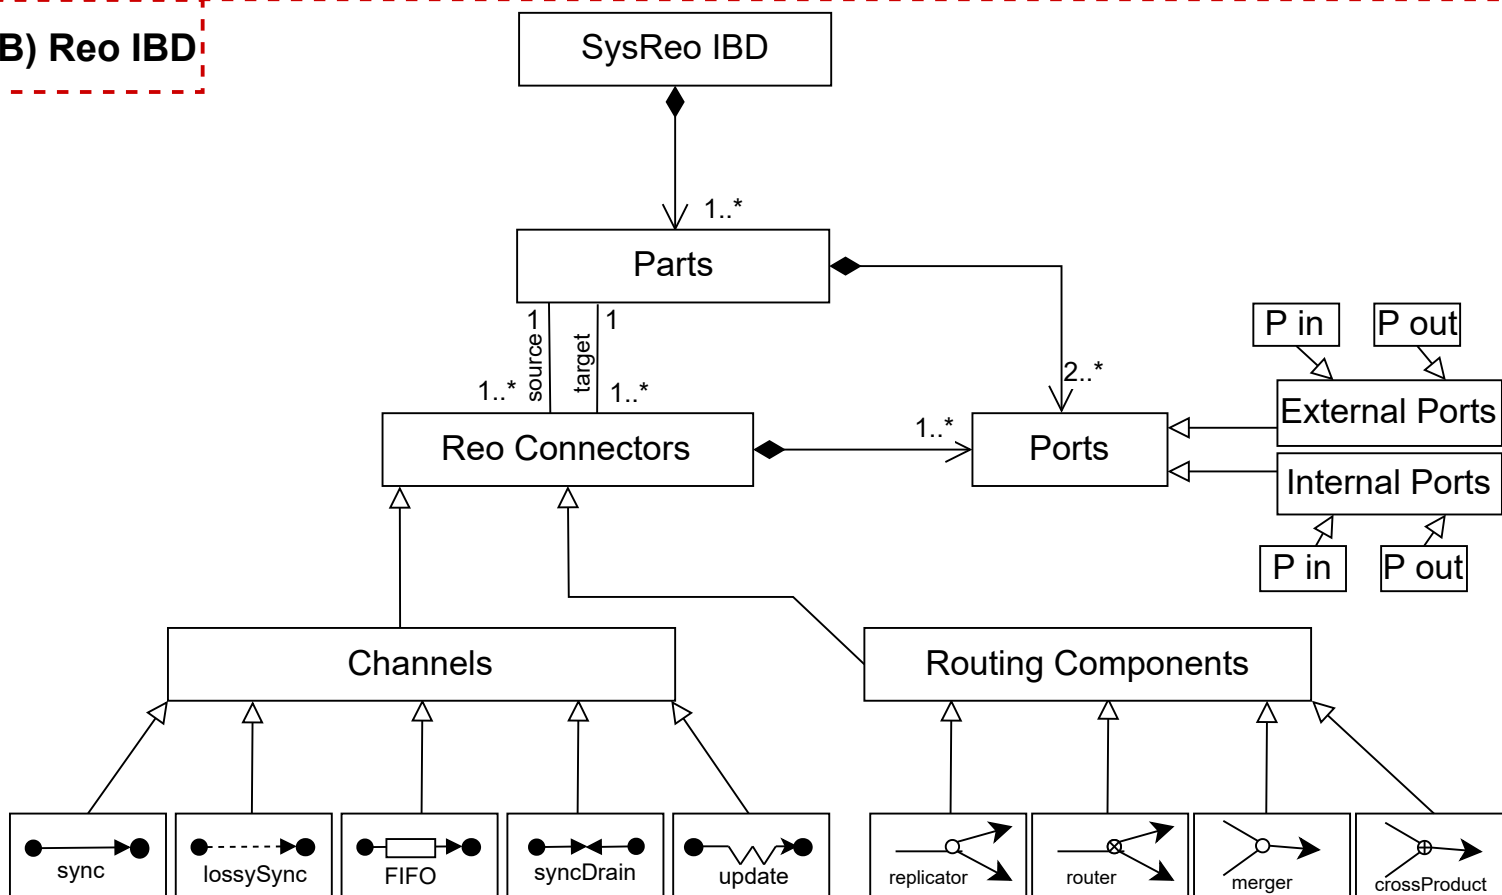 B) Reo IBD
SysReo IBD
1..*
Parts
1
source
1..*
1
target
1..*
2..*
P in
P out
External Ports
Reo Connectors
1..*
Ports
Internal Ports
P in
P out
Channels
Routing Components
sync
lossySync
FIFO
syncDrain
update
replicator
router
merger
crossProduct